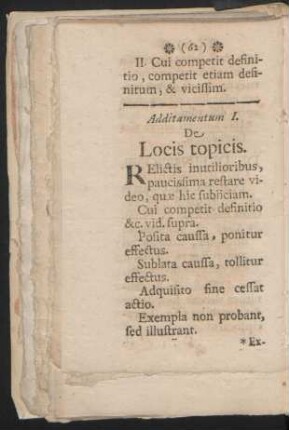 ❁ (62) ❁
II. Cui competit defini-
tio, competit etiam defi-
nitum, & vicissim.
Additamentum I.
De
Locis topicis.
RElictis inutilioribus,
paucissima restare vi-
deo, quæ hic subiiciam.
Cui competit definitio
&c. vid. supra.
Posita caussa, ponitur
effectus.
Sublata caussa, tollitur
effectus.
Adquisito fine cessat
actio.
Exempla non probant,
sed illustrant.
* Ex-